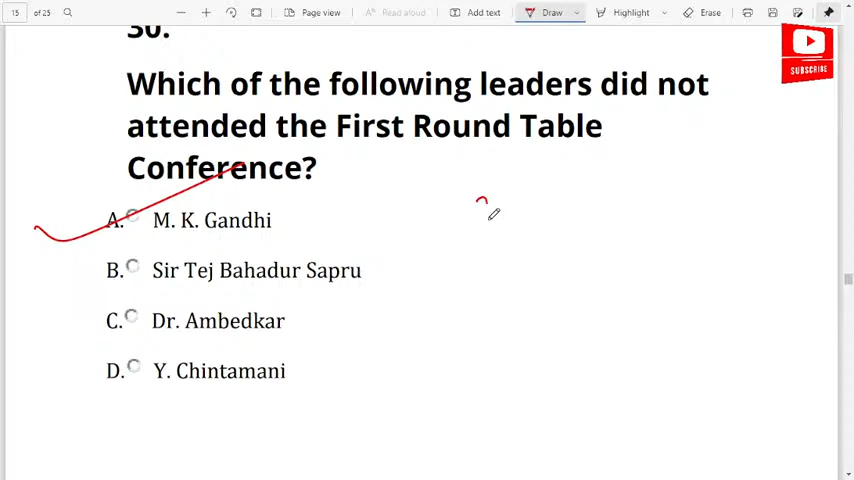 15 of 25 Page view Read aloud Add text Draw Highlight Erase
30.
Which of the following leaders did not
attended the First Round Table
Conference?
A. M. K. Gandhi
B. Sir Tej Bahadur Sapru
C. Dr. Ambedkar
D. Y. Chintamani
SUBSCRIBE